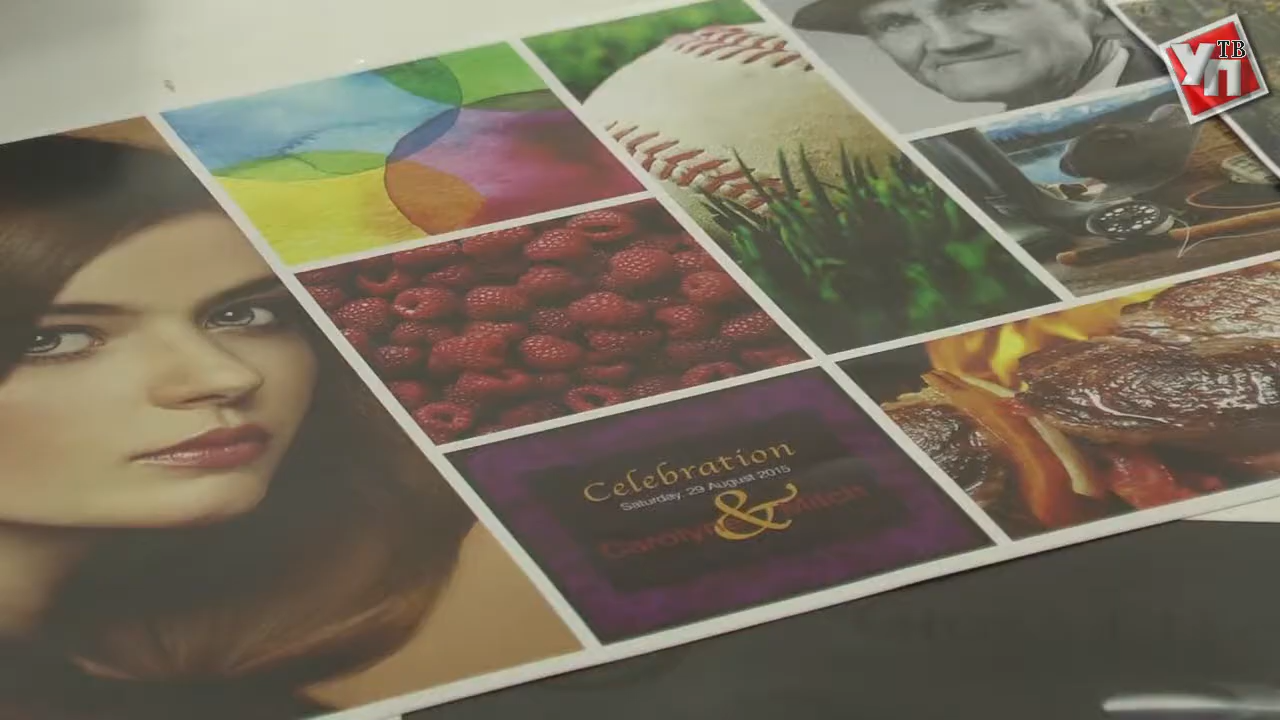 УП ТВ
Celebration
Saturday, 29 August 2015
&
Carolyn Mitch